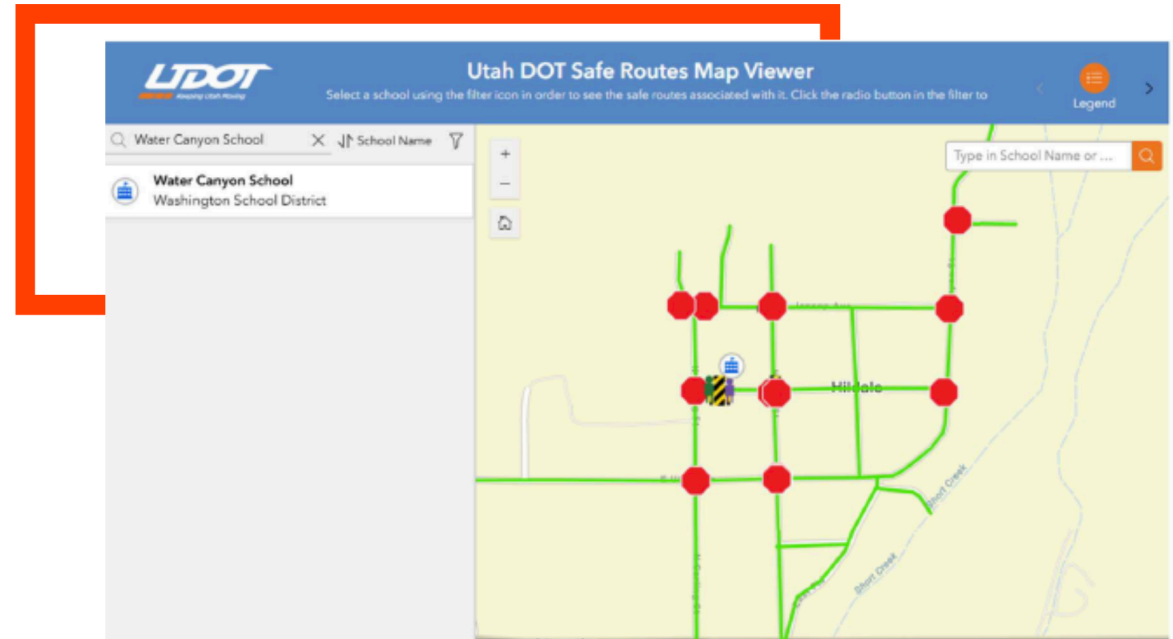 UDOT
Keeping Utah Moving
Utah DOT Safe Routes Map Viewer
Select a school using the filter icon in order to see the safe routes associated with it. Click the radio button in the filter to
Legend
Water Canyon School
School Name
Type in School Name or ...
Water Canyon School
Washington School District
Hildale
Short Creek
Short Creek